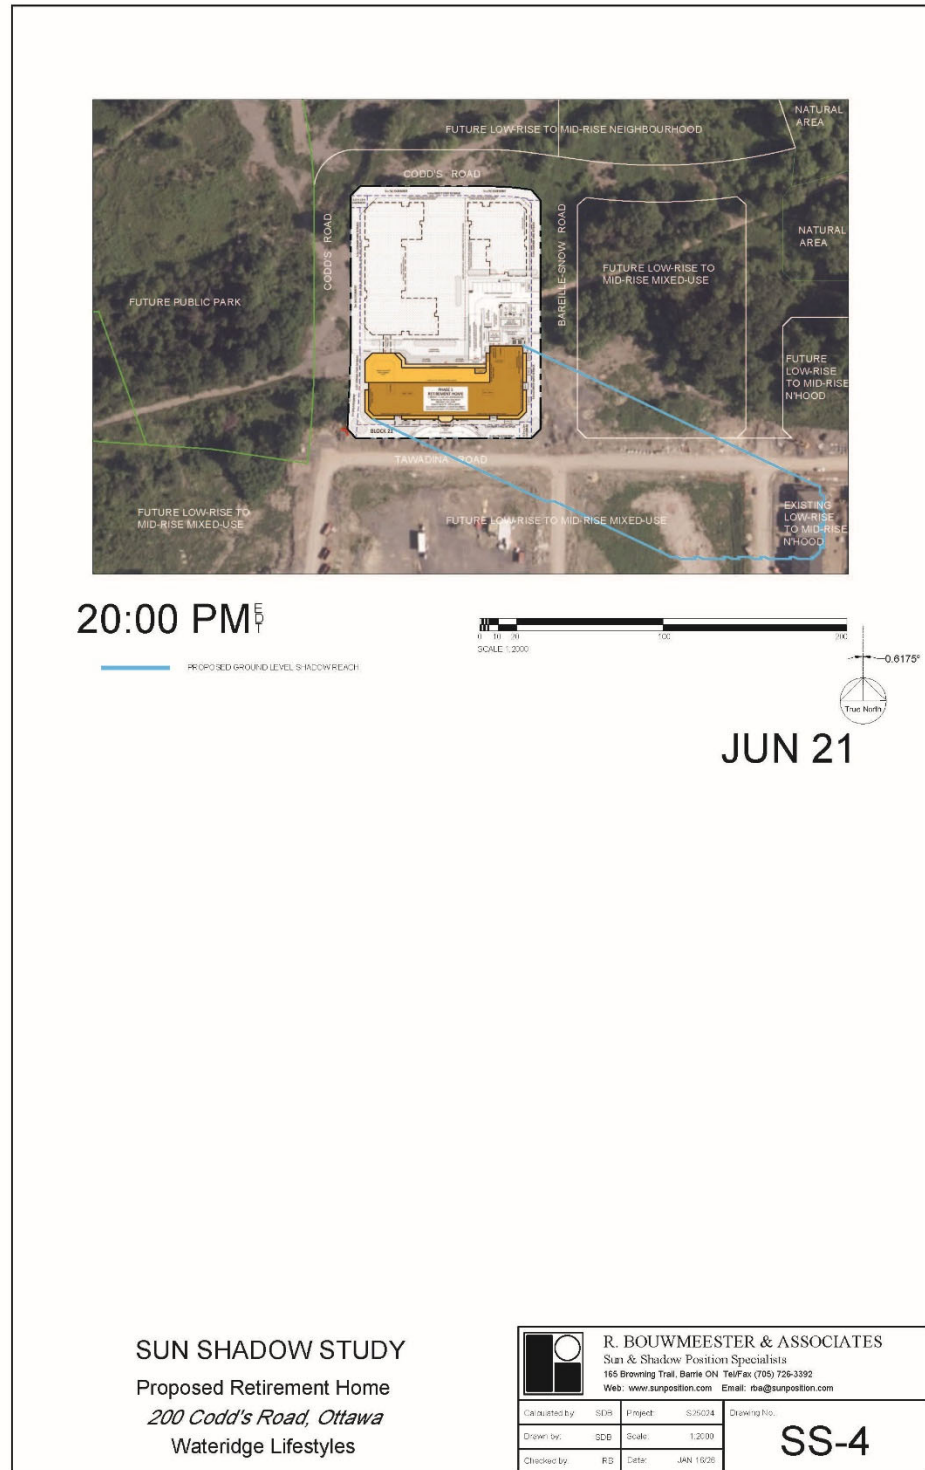 NATURAL
AREA
FUTURE LOW-RISE TO MID-RISE NEIGHBOURHOOD
CODD'S ROAD
CODD'S ROAD
BAREILLE-SNOW ROAD
NATURAL
AREA
FUTURE LOW-RISE TO
MID-RISE MIXED-USE
FUTURE PUBLIC PARK
FUTURE
LOW-RISE
TO MID-RISE
N'HOOD
PHASE 1
RETIREMENT HOME
BLOCK 21
TAWADINA ROAD
FUTURE LOW-RISE TO
MID-RISE MIXED-USE
FUTURE LOW-RISE TO MID-RISE MIXED-USE
EXISTING
LOW-RISE
TO MID-RISE
N'HOOD
20:00 PM EDT
PROPOSED GROUND LEVEL SHADOW REACH
0 10 20 100 200
SCALE 1:2000
0.6175°
True North
JUN 21
SUN SHADOW STUDY
Proposed Retirement Home
200 Codd's Road, Ottawa
Wateridge Lifestyles
R. BOUWMEESTER & ASSOCIATES
Sun & Shadow Position Specialists
165 Browning Trail, Barrie ON Tel/Fax (705) 726-3392
Web: www.sunposition.com Email: rba@sunposition.com
Calculated by: SDB Project: S25024 Drawing No.:
Drawn by: SDB Scale: 1:2000
SS-4
Checked by: RB Date: JAN 16/26